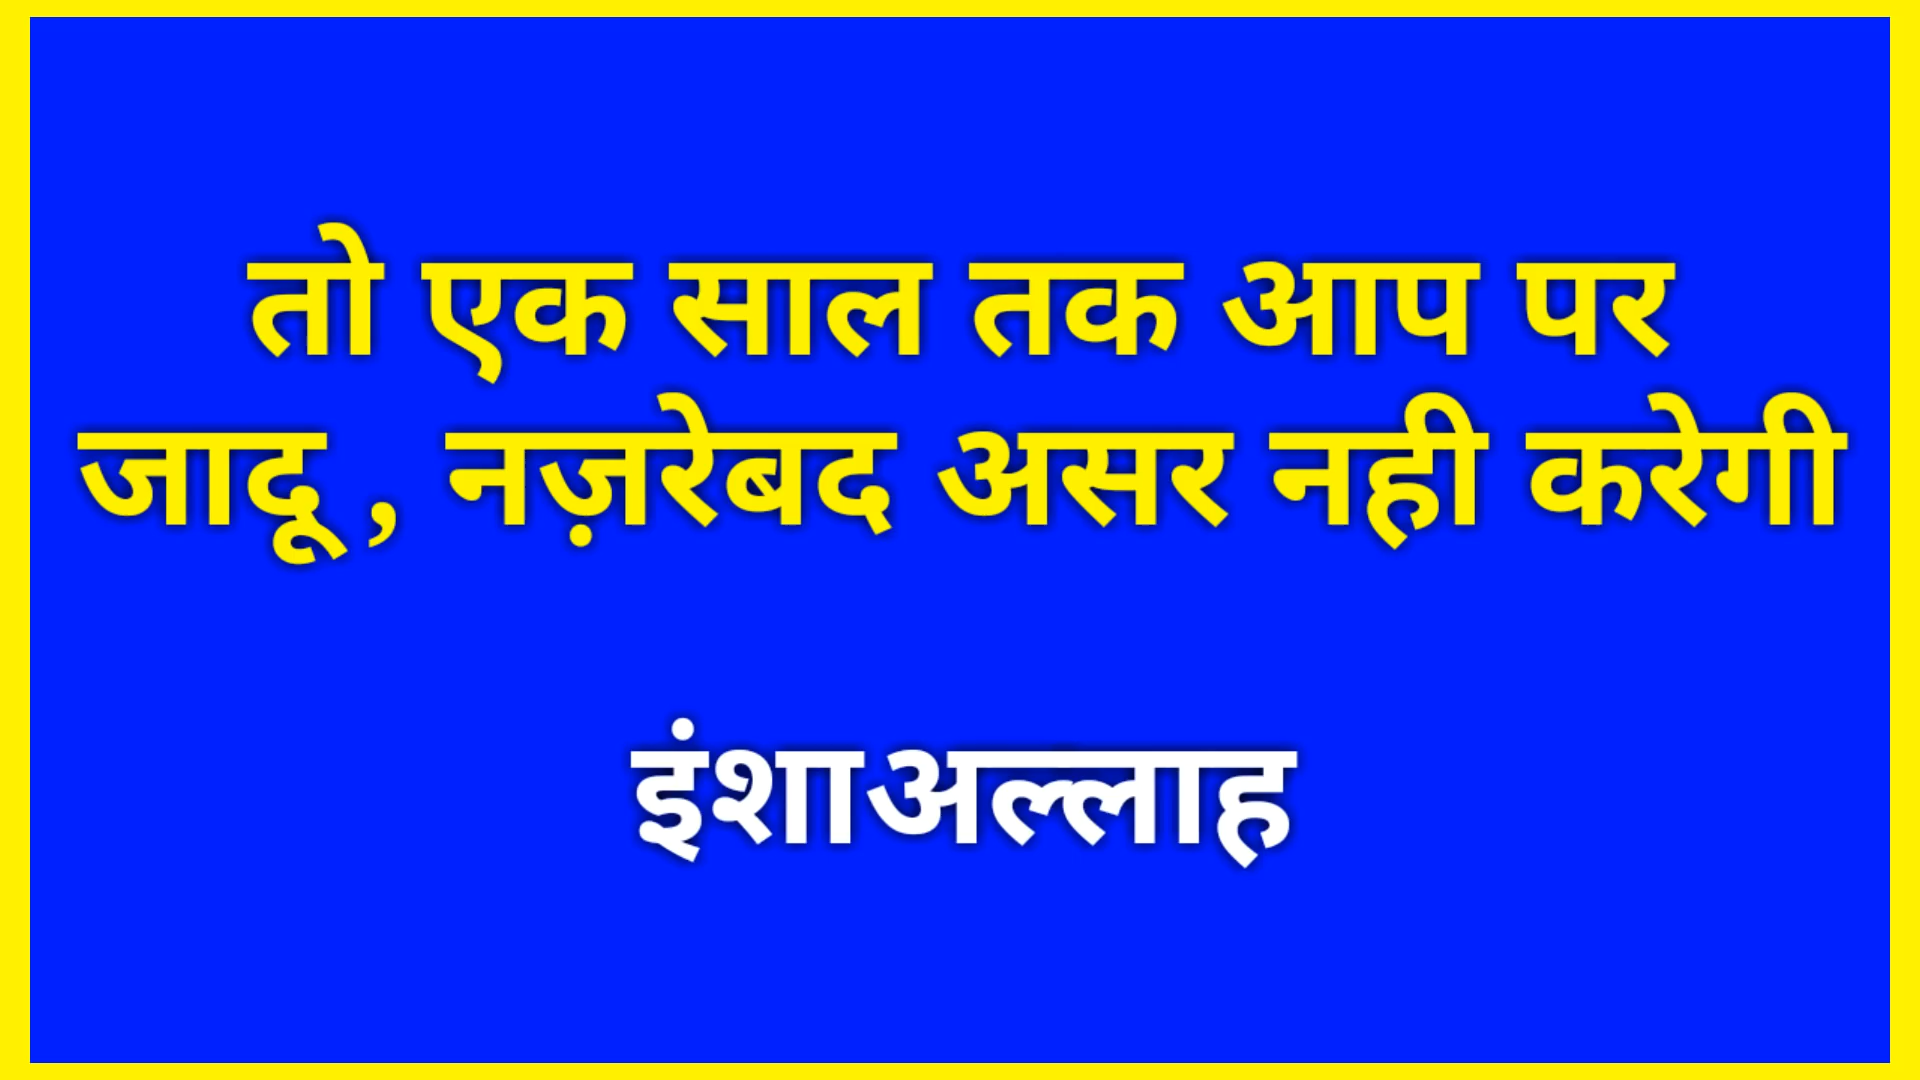 तो एक साल तक आप पर
जादू , नज़रेबद असर नही करेगी
इंशाअल्लाह